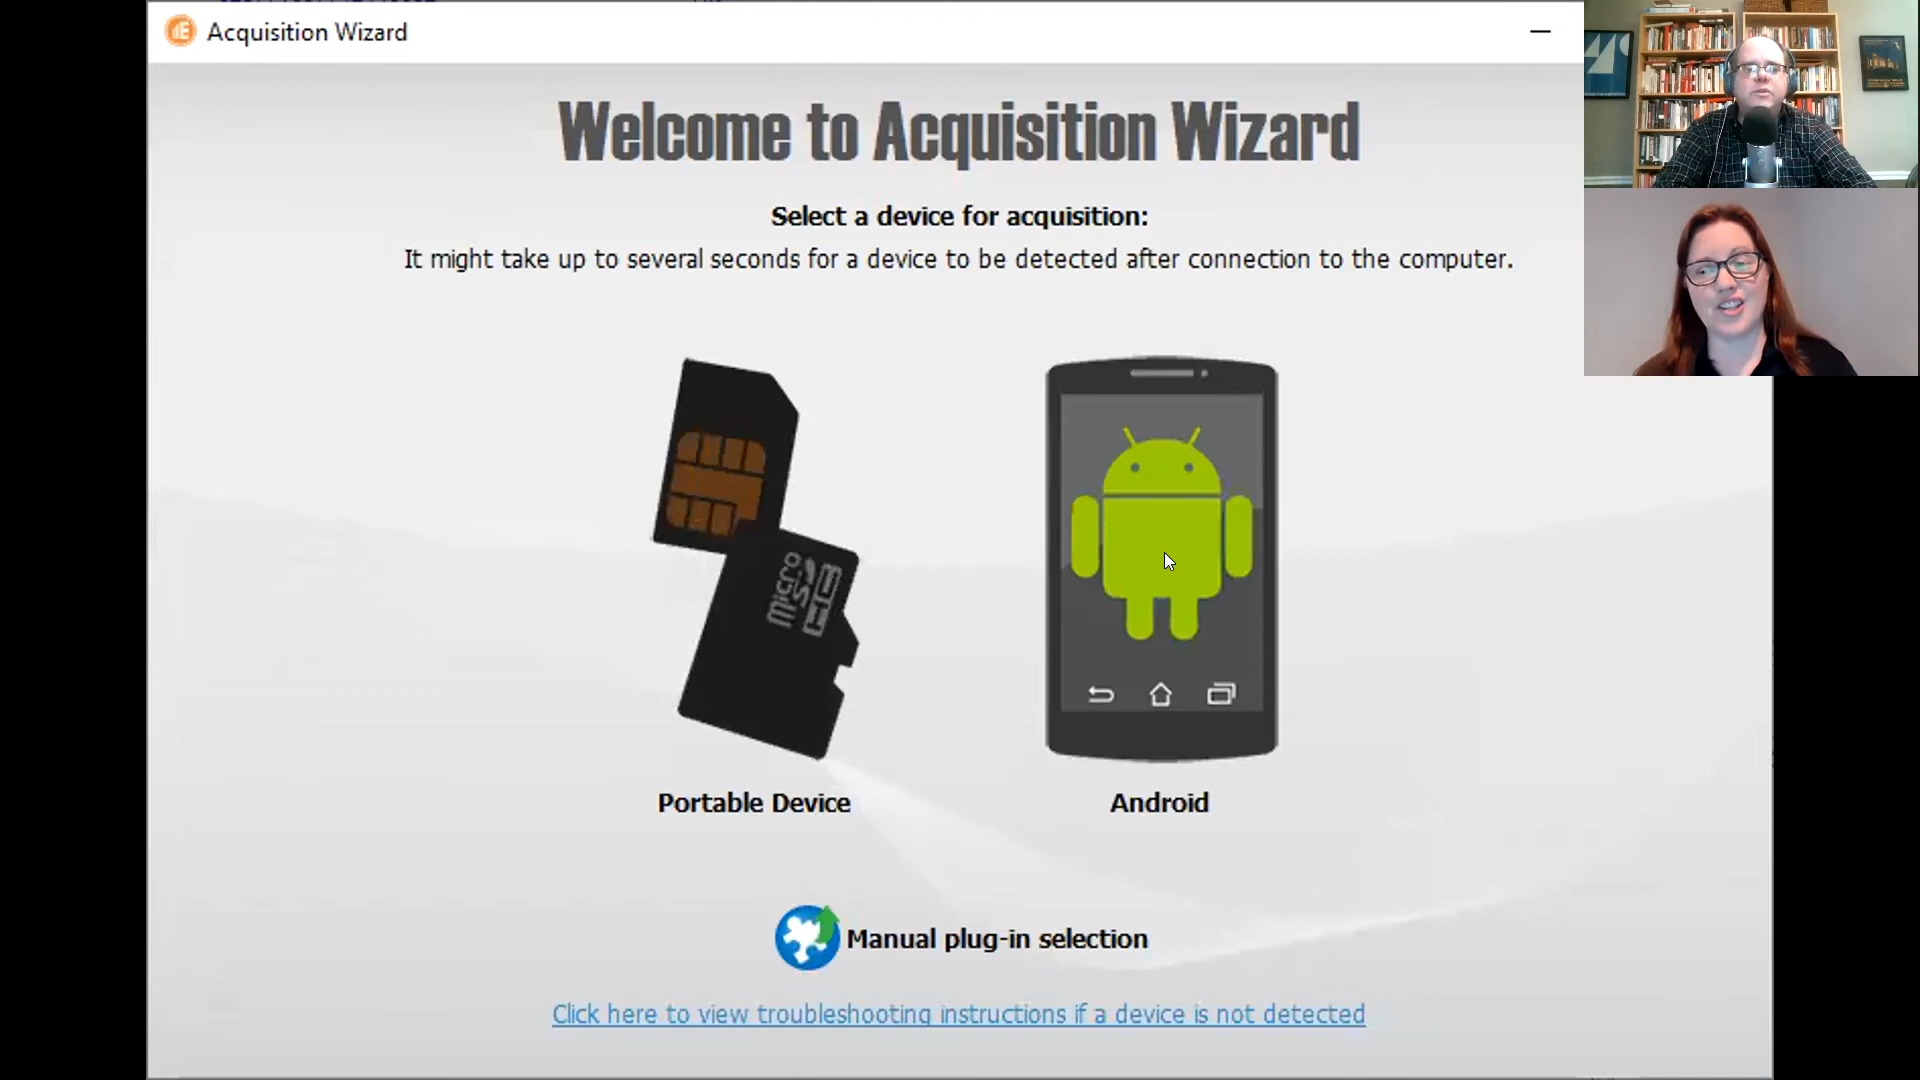 Acquisition Wizard
Welcome to Acquisition Wizard
Select a device for acquisition:
It might take up to several seconds for a device to be detected after connection to the computer.
micro
Portable Device
Android
Manual plug-in selection
Click here to view troubleshooting instructions if a device is not detected